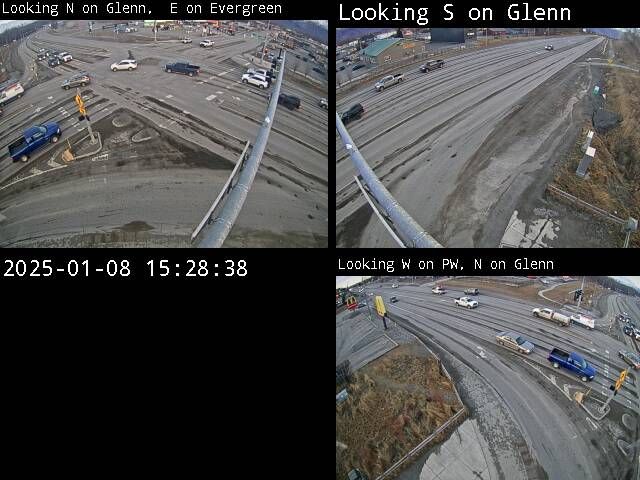 Looking N on Glenn,  E on Evergreen
Looking S on Glenn
2025-01-08 15:28:38
Looking W on PW, N on Glenn